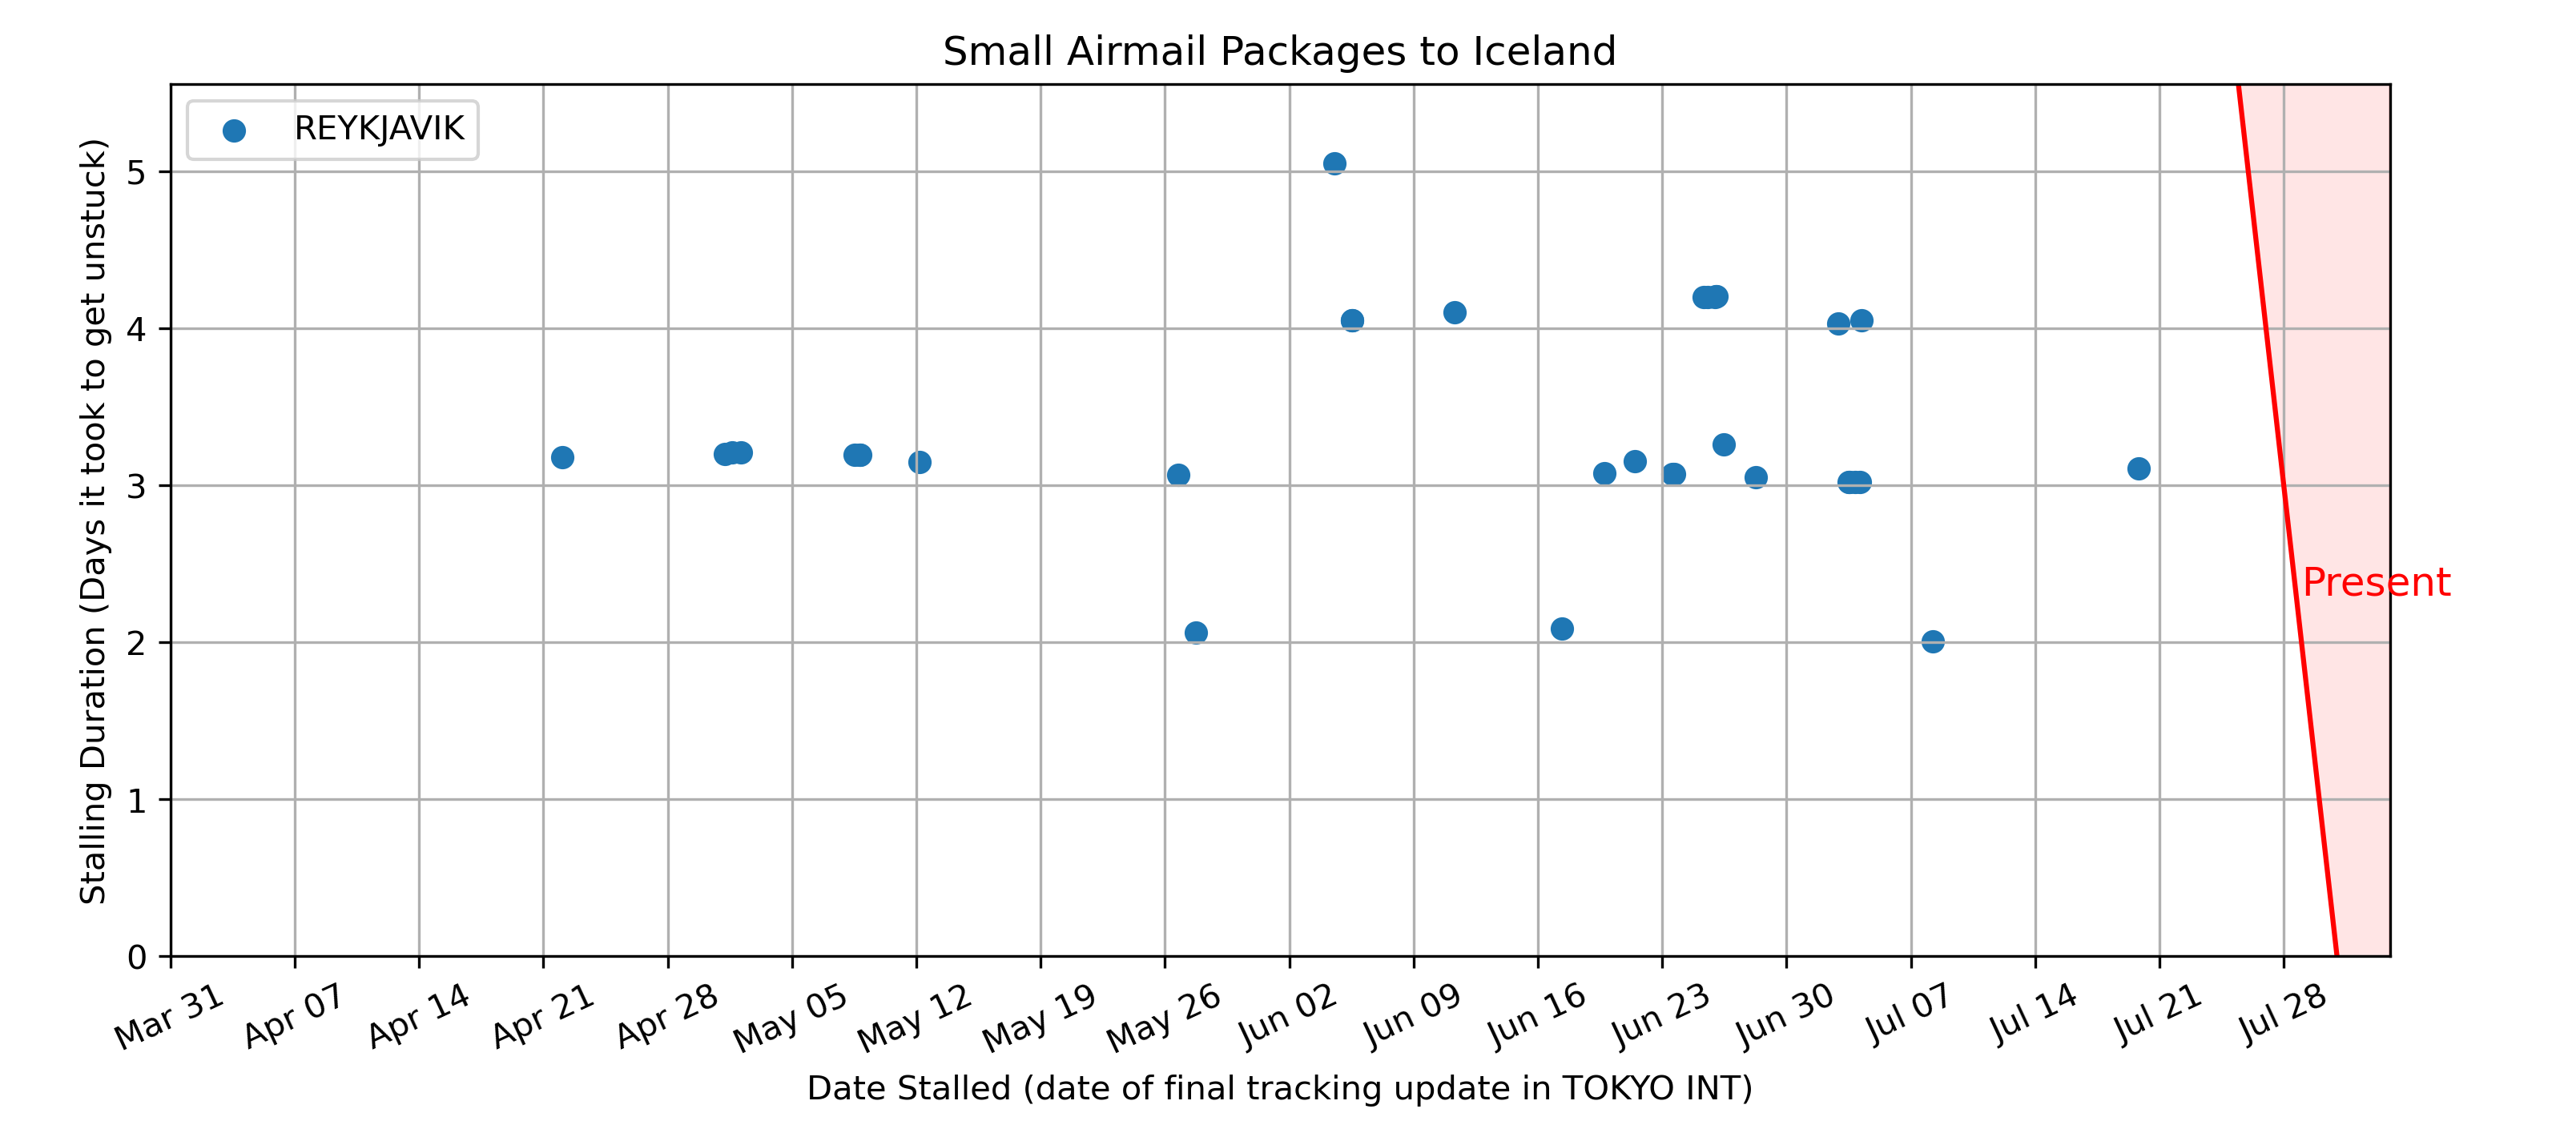 Small Airmail Packages to Iceland
REYKJAVIK
Stalling Duration (Days it took to get unstuck)
5
4
3
2
1
0
Present
Mar 31 Apr 07 Apr 14 Apr 21 Apr 28 May 05 May 12 May 19 May 26 Jun 02 Jun 09 Jun 16 Jun 23 Jun 30 Jul 07 Jul 14 Jul 21 Jul 28
Date Stalled (date of final tracking update in TOKYO INT)